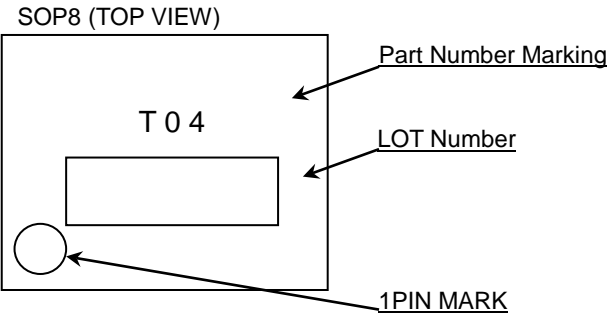 SOP8 (TOP VIEW)
Part Number Marking
T 0 4
LOT Number
1PIN MARK